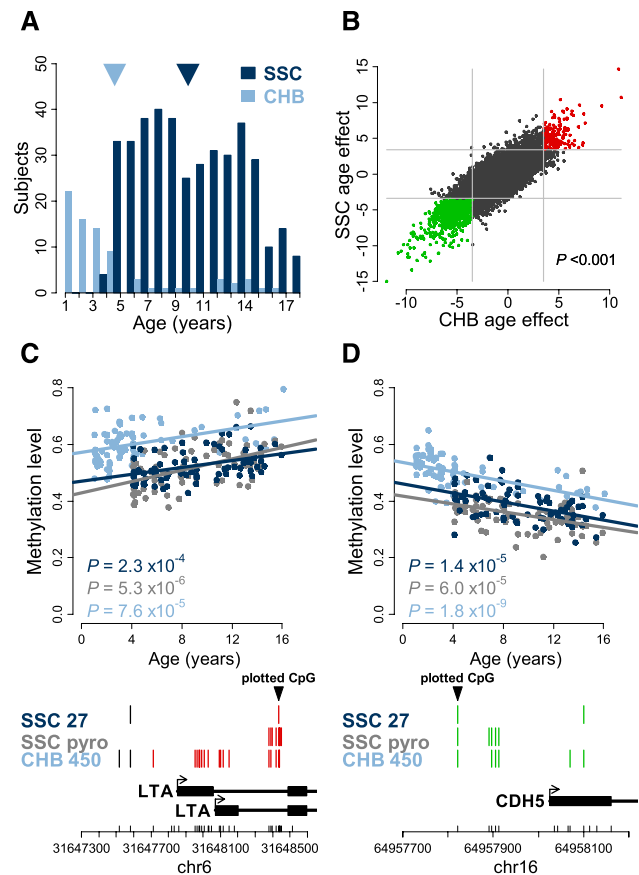 A
50
40
30
20
10
0
Subjects
SSC
CHB
1 3 5 7 9 11 14 17
Age (years)
B
15
10
5
0
-5
-10
-15
SSC age effect
P <0.001
-10 -5 0 5 10
CHB age effect
C
0.8
0.6
0.4
0.2
0.0
Methylation level
P = 2.3 x10-4
P = 5.3 x10-6
P = 7.6 x10-5
0 4 8 12 16
Age (years)
D
0.8
0.6
0.4
0.2
0.0
Methylation level
P = 1.4 x10-5
P = 6.0 x10-5
P = 1.8 x10-9
0 4 8 12 16
Age (years)
plotted CpG
SSC 27
SSC pyro
CHB 450
LTA
LTA
31647300 31647700 31648100 31648500
chr6
plotted CpG
SSC 27
SSC pyro
CHB 450
CDH5
64957700 64957900 64958100
chr16